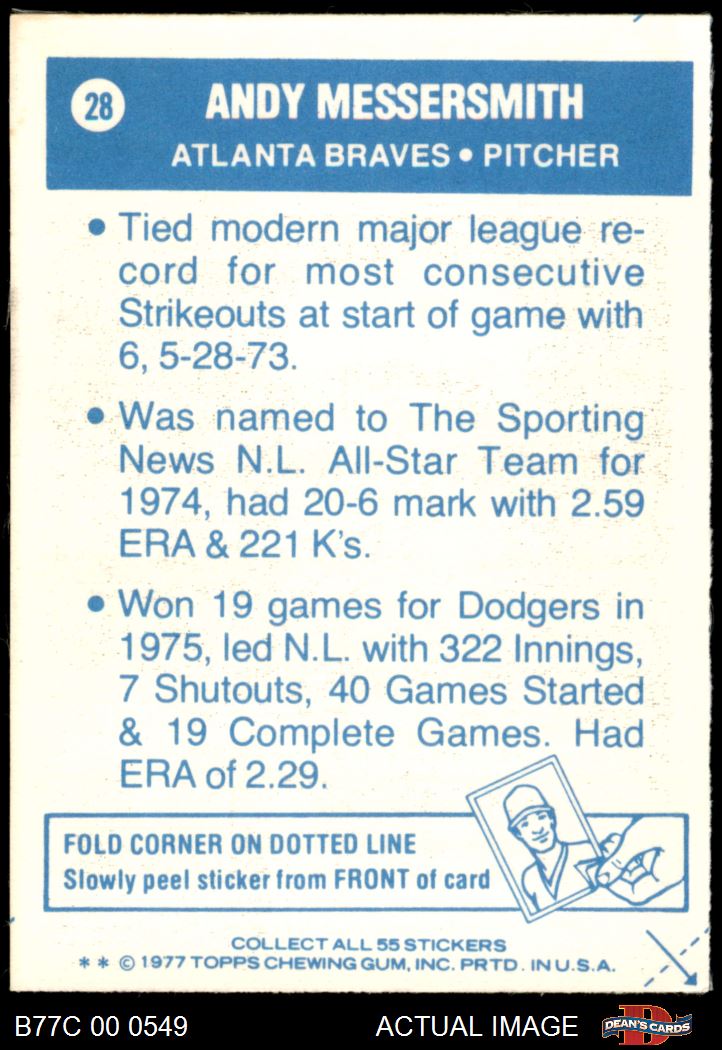 28
ANDY MESSERSMITH
ATLANTA BRAVES • PITCHER
• Tied modern major league re-
cord for most consecutive
Strikeouts at start of game with
6, 5-28-73.
• Was named to The Sporting
News N.L. All-Star Team for
1974, had 20-6 mark with 2.59
ERA & 221 K's.
• Won 19 games for Dodgers in
1975, led N.L. with 322 Innings,
7 Shutouts, 40 Games Started
& 19 Complete Games. Had
ERA of 2.29.
FOLD CORNER ON DOTTED LINE
Slowly peel sticker from FRONT of card
COLLECT ALL 55 STICKERS
* * © 1977 TOPPS CHEWING GUM, INC. PRTD. IN U.S.A.
B77C 00 0549
ACTUAL IMAGE
D
DEAN'S CARDS